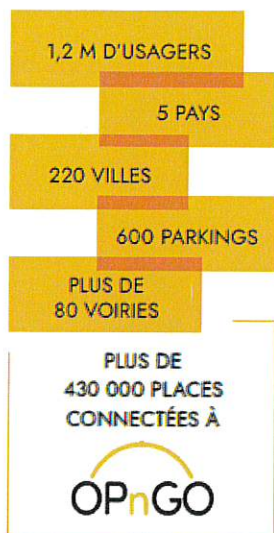 1,2 M D'USAGERS
5 PAYS
220 VILLES
600 PARKINGS
PLUS DE
80 VOIRIES
PLUS DE
430 000 PLACES
CONNECTÉES À
OPnGO